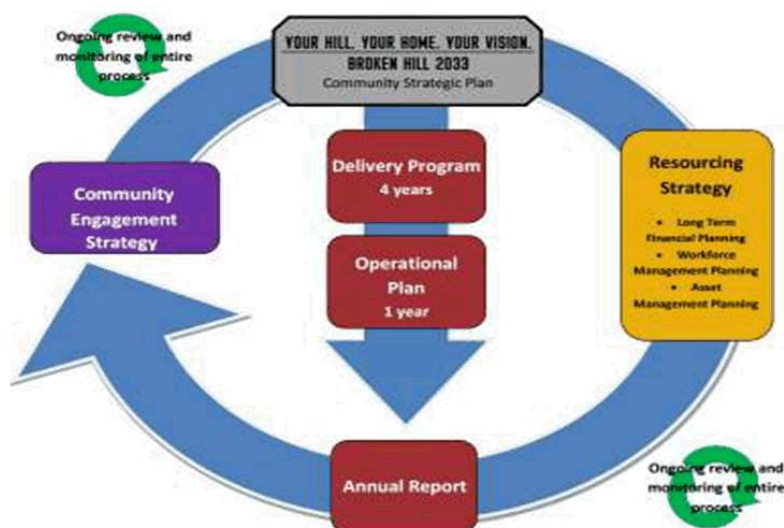 Ongoing review and
monitoring of entire
process
YOUR HILL. YOUR HOME. YOUR VISION.
BROKEN HILL 2033
Community Strategic Plan
Community
Engagement
Strategy
Delivery Program
4 years
Operational
Plan
1 year
Resourcing
Strategy
• Long Term
Financial Planning
• Workforce
Management Planning
• Asset
Management Planning
Annual Report
Ongoing review and
monitoring of entire
process